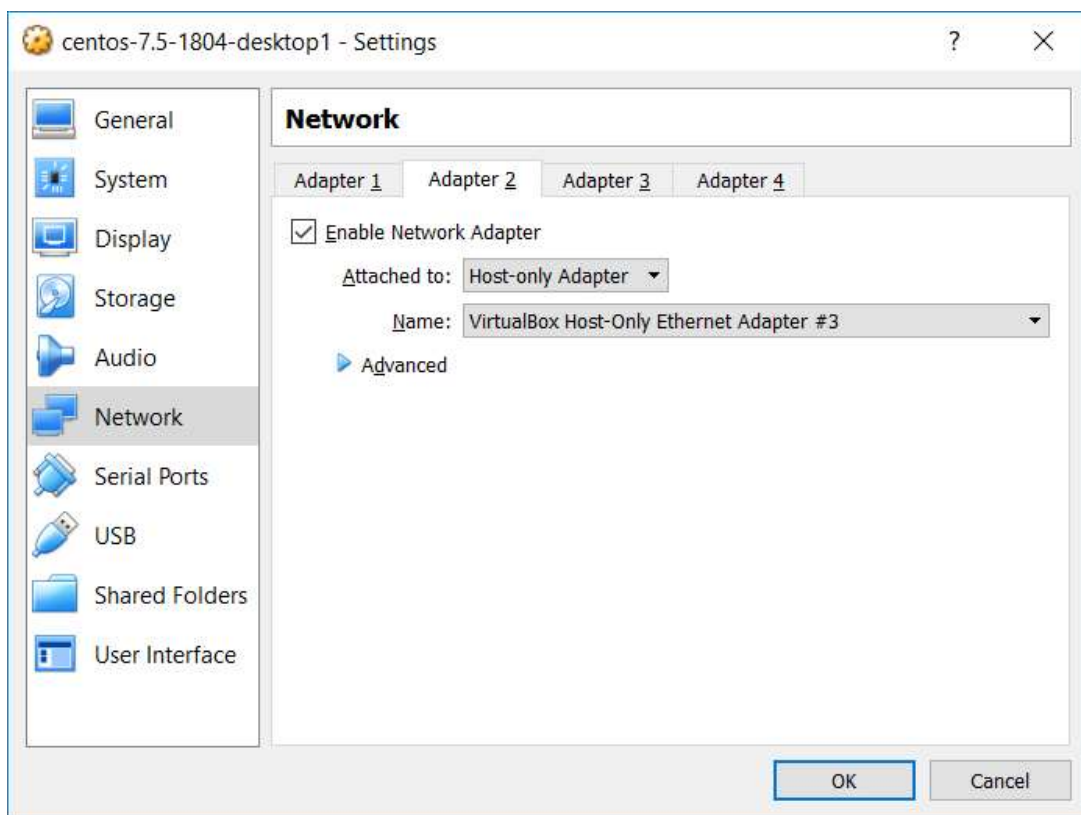 centos-7.5-1804-desktop1 - Settings
?
General
System
Display
Storage
Audio
Network
Serial Ports
USB
Shared Folders
User Interface
Network
Adapter 1
Adapter 2
Adapter 3
Adapter 4
Enable Network Adapter
Attached to: Host-only Adapter
Name: VirtualBox Host-Only Ethernet Adapter #3
Advanced
OK
Cancel